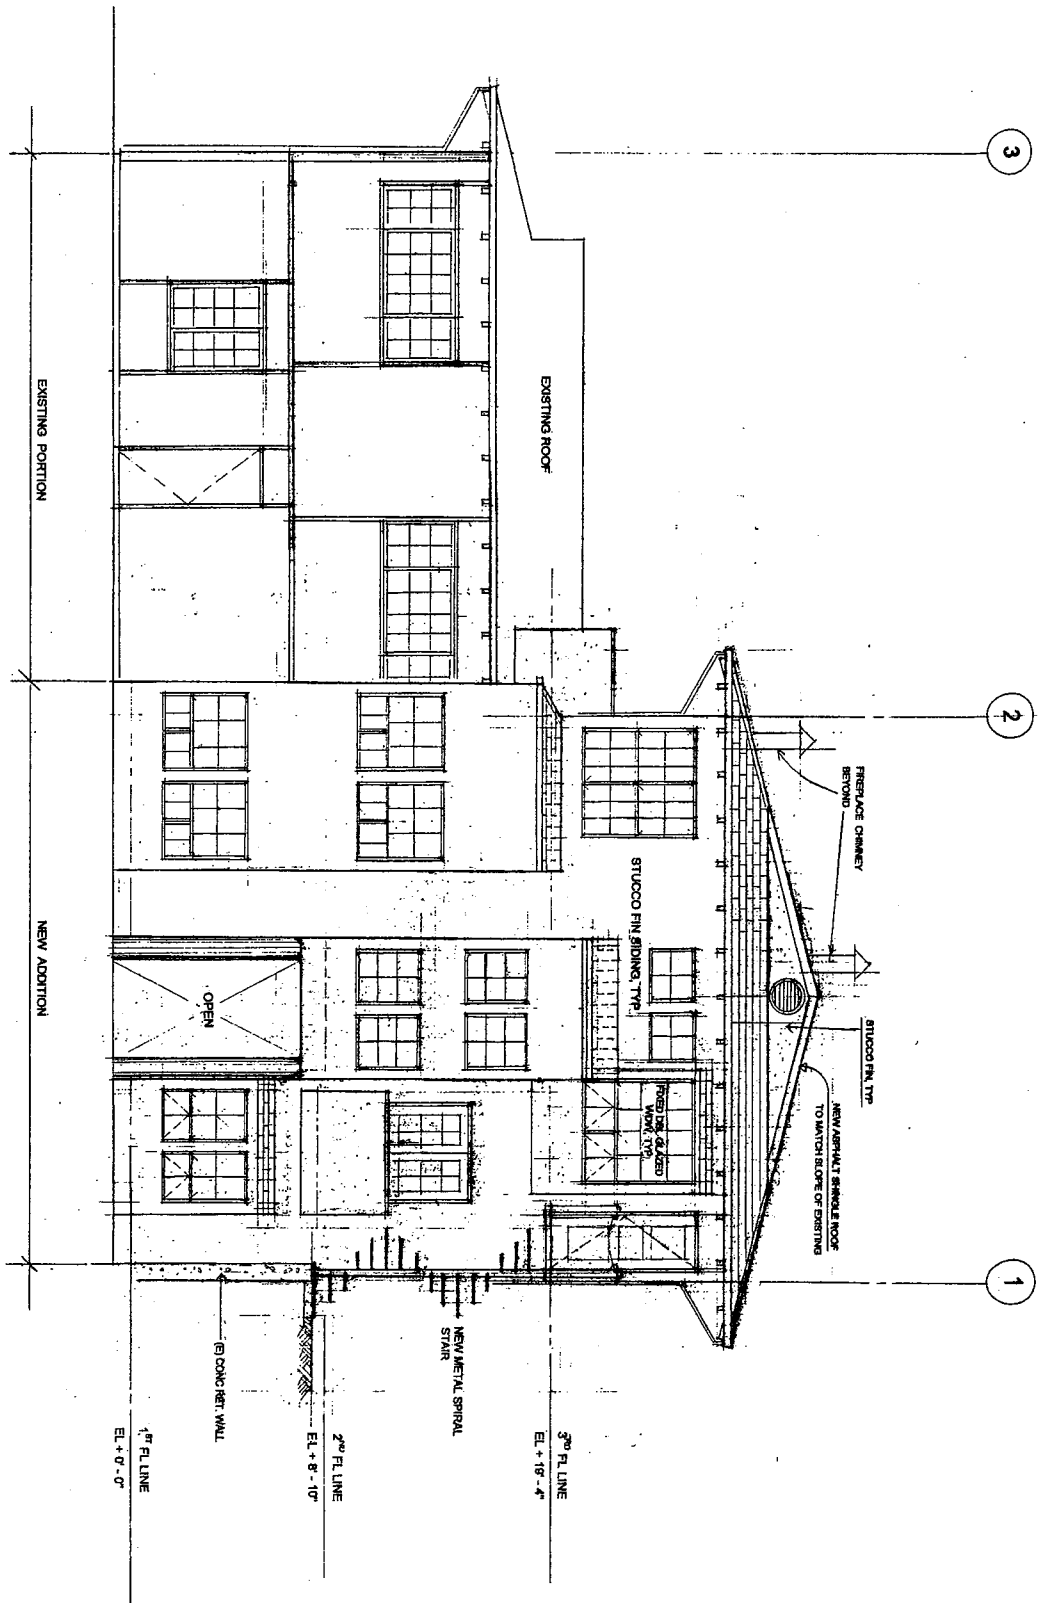 3
2
1
FIREPLACE CHIMNEY
BEYOND
STUCCO FIN, TYP
NEW ASPHALT SHINGLE ROOF
TO MATCH SLOPE OF EXISTING
EXISTING ROOF
STUCCO FIN SIDING, TYP
FIXED DBL GLAZED
WDW, TYP
3RD FL LINE
EL + 19' - 4"
NEW METAL SPIRAL
STAIR
2ND FL LINE
EL + 8' - 10"
OPEN
(E) CONC RET. WALL
1ST FL LINE
EL + 0' - 0"
EXISTING PORTION
NEW ADDITION